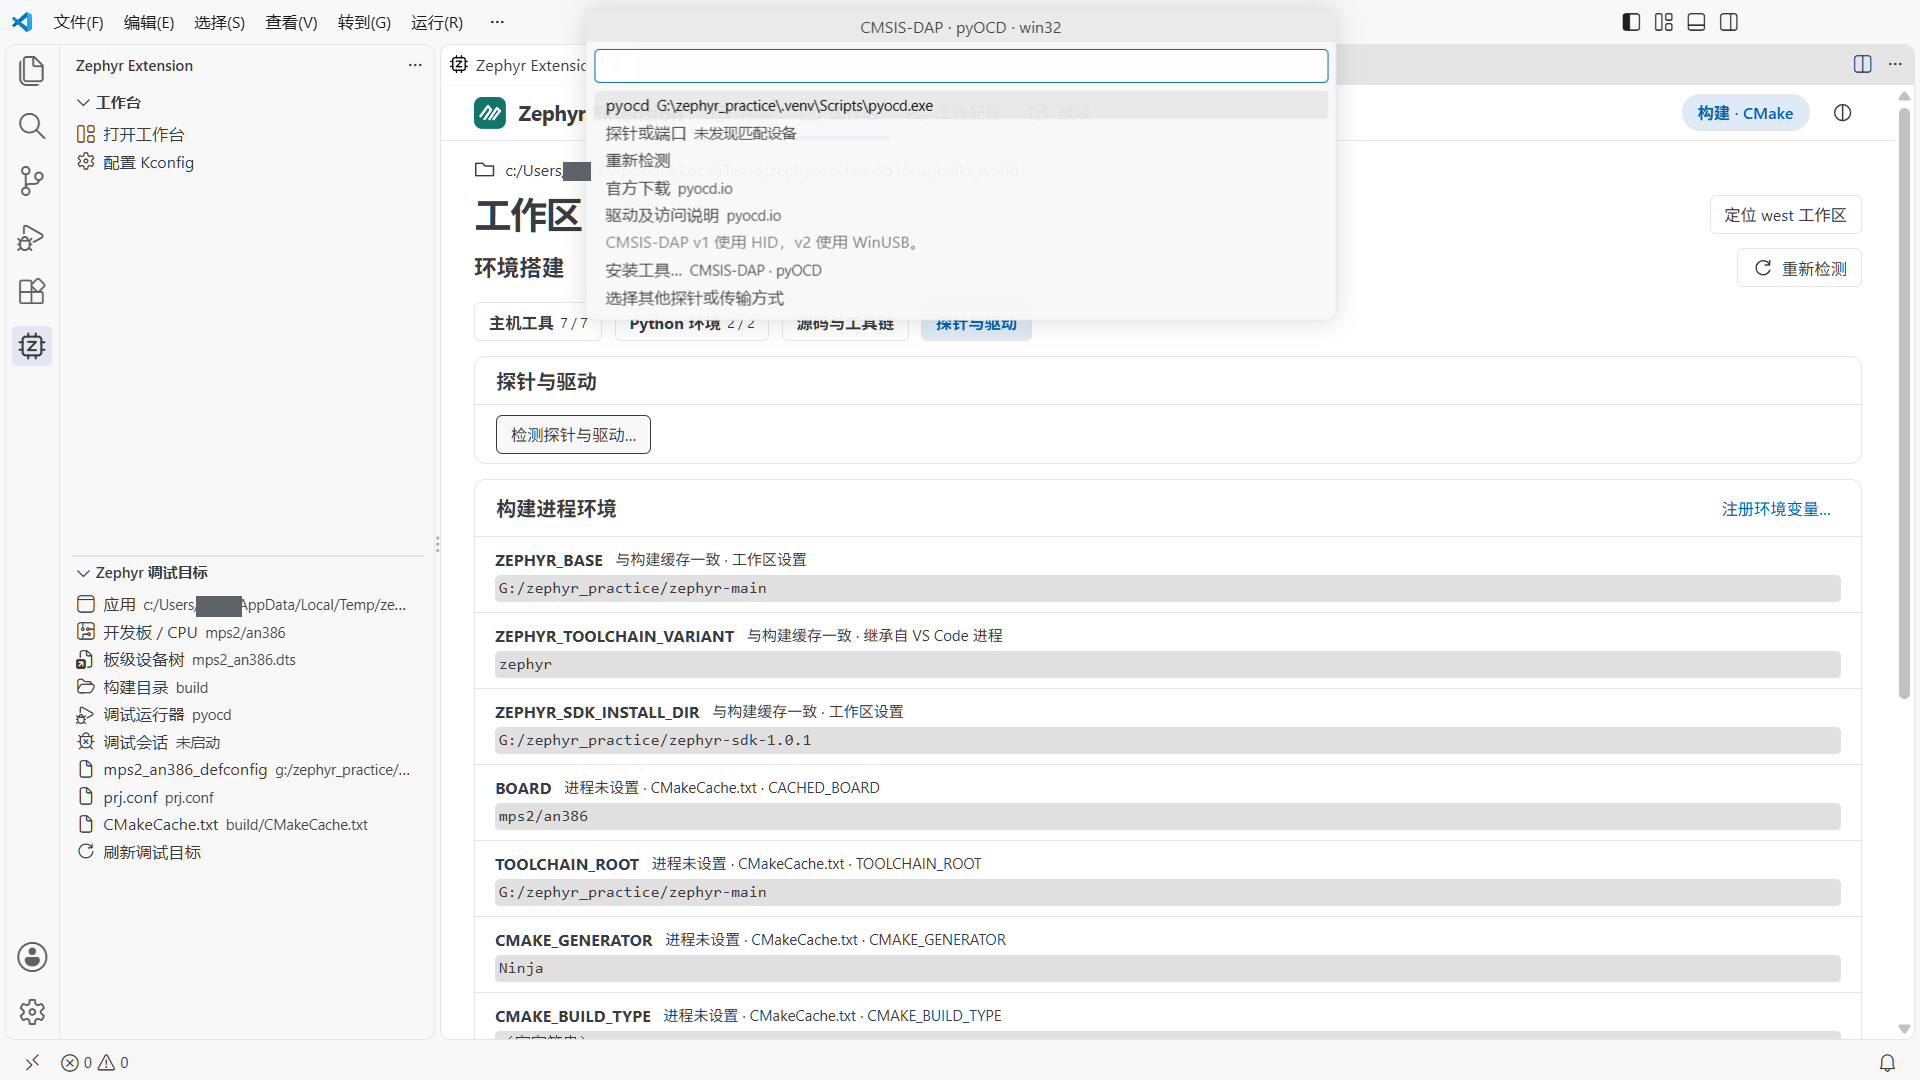 文件(F) 编辑(E) 选择(S) 查看(V) 转到(G) 运行(R) ···
CMSIS-DAP · pyOCD · win32
Zephyr Extension
Zephyr Extensio
工作台
打开工作台
配置 Kconfig
pyocd G:\zephyr_practice\.venv\Scripts\pyocd.exe
探针或端口 未发现匹配设备
重新检测
官方下载 pyocd.io
驱动及访问说明 pyocd.io
CMSIS-DAP v1 使用 HID，v2 使用 WinUSB。
安装工具... CMSIS-DAP · pyOCD
选择其他探针或传输方式
Zephyr
工程配置
模块
构建 · CMake
c:/Users/
/AppData/Local/Temp/zephyr-review-0516-ui/hello_world
工作区
定位 west 工作区
环境搭建
重新检测
主机工具 7 / 7
Python 环境 2 / 2
源码与工具链
探针与驱动
探针与驱动
检测探针与驱动...
构建进程环境
注册环境变量...
ZEPHYR_BASE 与构建缓存一致 · 工作区设置
G:/zephyr_practice/zephyr-main
ZEPHYR_TOOLCHAIN_VARIANT 与构建缓存一致 · 继承自 VS Code 进程
zephyr
ZEPHYR_SDK_INSTALL_DIR 与构建缓存一致 · 工作区设置
G:/zephyr_practice/zephyr-sdk-1.0.1
BOARD 进程未设置 · CMakeCache.txt · CACHED_BOARD
mps2/an386
TOOLCHAIN_ROOT 进程未设置 · CMakeCache.txt · TOOLCHAIN_ROOT
G:/zephyr_practice/zephyr-main
CMAKE_GENERATOR 进程未设置 · CMakeCache.txt · CMAKE_GENERATOR
Ninja
CMAKE_BUILD_TYPE 进程未设置 · CMakeCache.txt · CMAKE_BUILD_TYPE
Zephyr 调试目标
应用 c:/Users/ AppData/Local/Temp/ze...
开发板 / CPU mps2/an386
板级设备树 mps2_an386.dts
构建目录 build
调试运行器 pyocd
调试会话 未启动
mps2_an386_defconfig g:/zephyr_practice/...
prj.conf prj.conf
CMakeCache.txt build/CMakeCache.txt
刷新调试目标
0 0